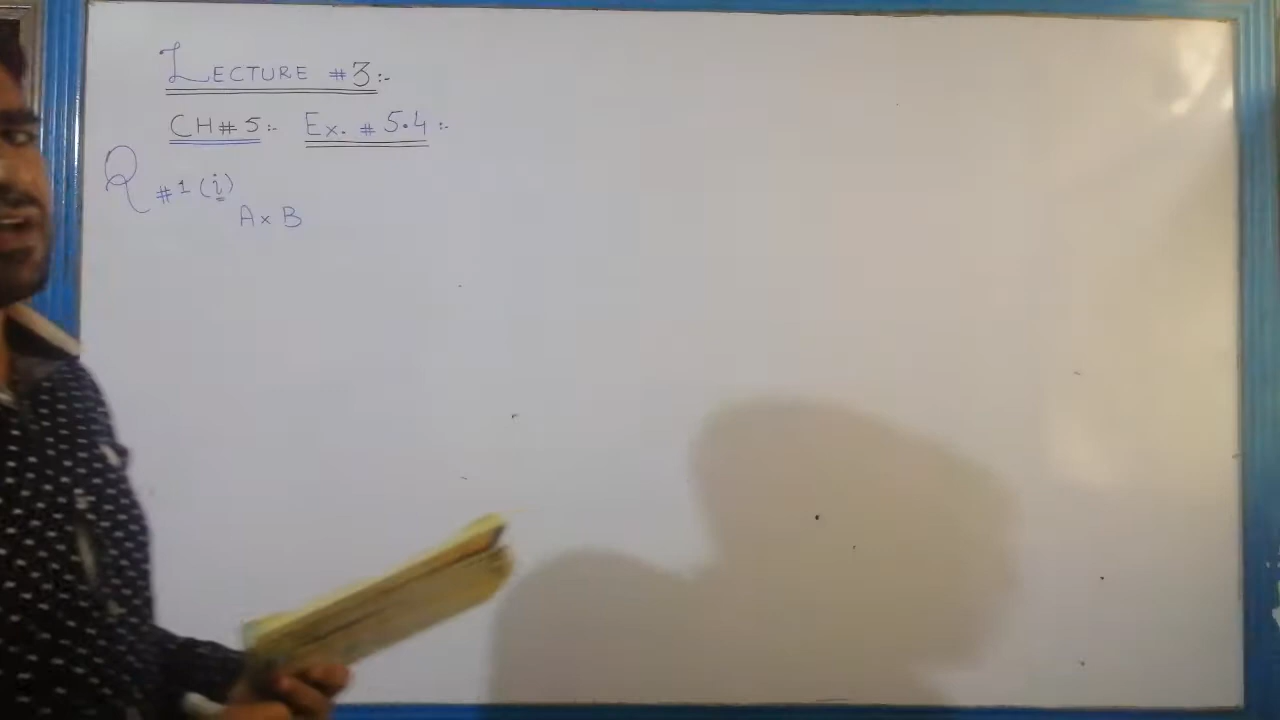 LECTURE #3:-
CH#5:- Ex. # 5.4 :-
Q #1 (i)
A × B